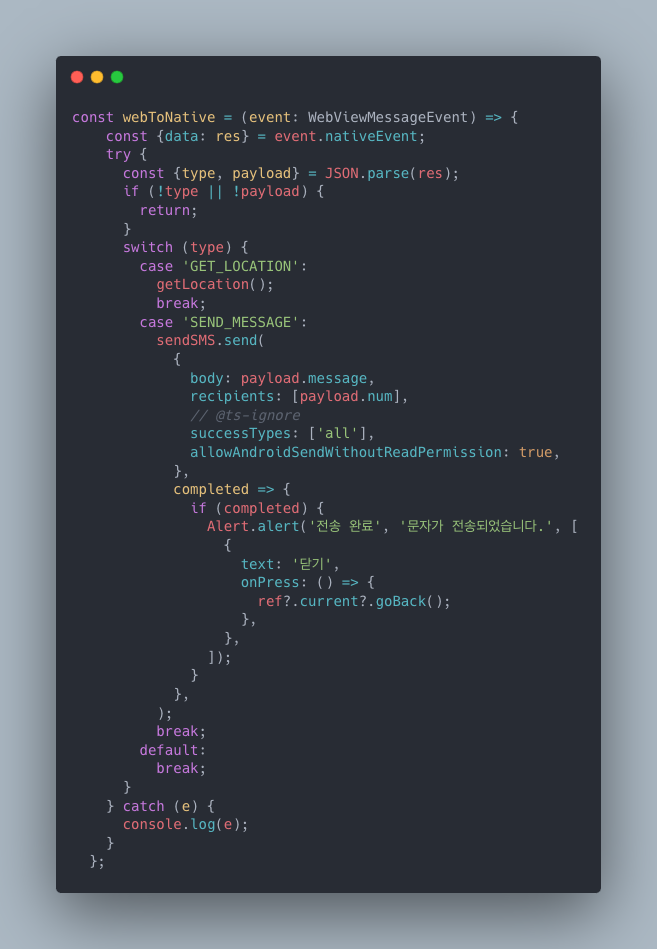 const webToNative = (event: WebViewMessageEvent) => {
    const {data: res} = event.nativeEvent;
    try {
      const {type, payload} = JSON.parse(res);
      if (!type || !payload) {
        return;
      }
      switch (type) {
        case 'GET_LOCATION':
          getLocation();
          break;
        case 'SEND_MESSAGE':
          sendSMS.send(
            {
              body: payload.message,
              recipients: [payload.num],
              // @ts-ignore
              successTypes: ['all'],
              allowAndroidSendWithoutReadPermission: true,
            },
            completed => {
              if (completed) {
                Alert.alert('전송 완료', '문자가 전송되었습니다.', [
                  {
                    text: '닫기',
                    onPress: () => {
                      ref?.current?.goBack();
                    },
                  },
                ]);
              }
            },
          );
          break;
        default:
          break;
      }
    } catch (e) {
      console.log(e);
    }
  };